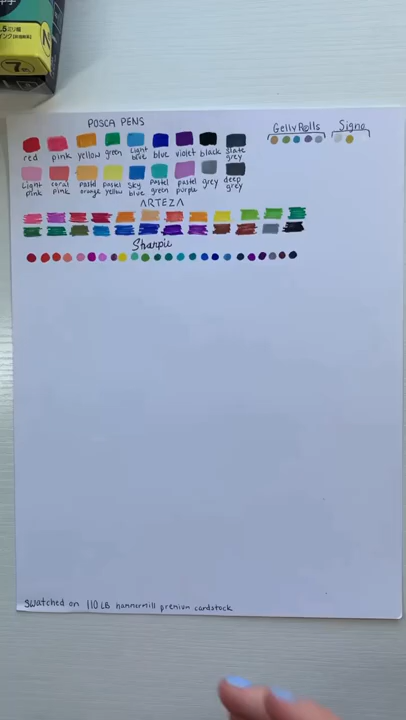 POSCA PENS
GellyRolls Signo
red pink yellow green Light blue blue violet black Slate grey
Light pink coral pink pastel orange pastel yellow Sky blue pastel green pastel purple grey deep grey
ARTEZA
Sharpie
Swatched on 110 LB hammermill premium cardstock